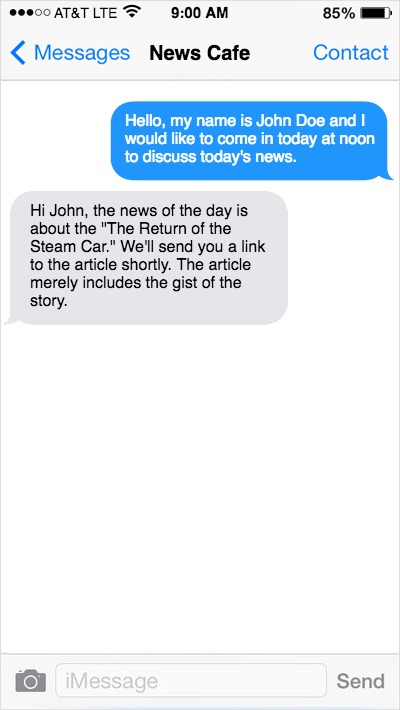 AT&T LTE 9:00 AM 85%
Messages News Cafe Contact
Hello, my name is John Doe and I
would like to come in today at noon
to discuss today's news.
Hi John, the news of the day is
about the "The Return of the
Steam Car." We'll send you a link
to the article shortly. The article
merely includes the gist of the
story.
iMessage Send